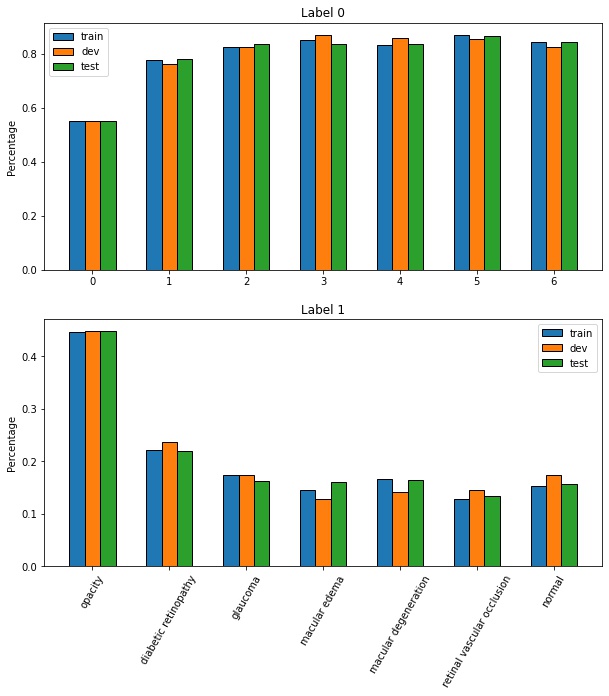 Label 0
train
dev
test
Percentage
0.8
0.6
0.4
0.2
0.0
0 1 2 3 4 5 6
Label 1
train
dev
test
Percentage
0.4
0.3
0.2
0.1
0.0
opacity
diabetic retinopathy
glaucoma
macular edema
macular degeneration
retinal vascular occlusion
normal